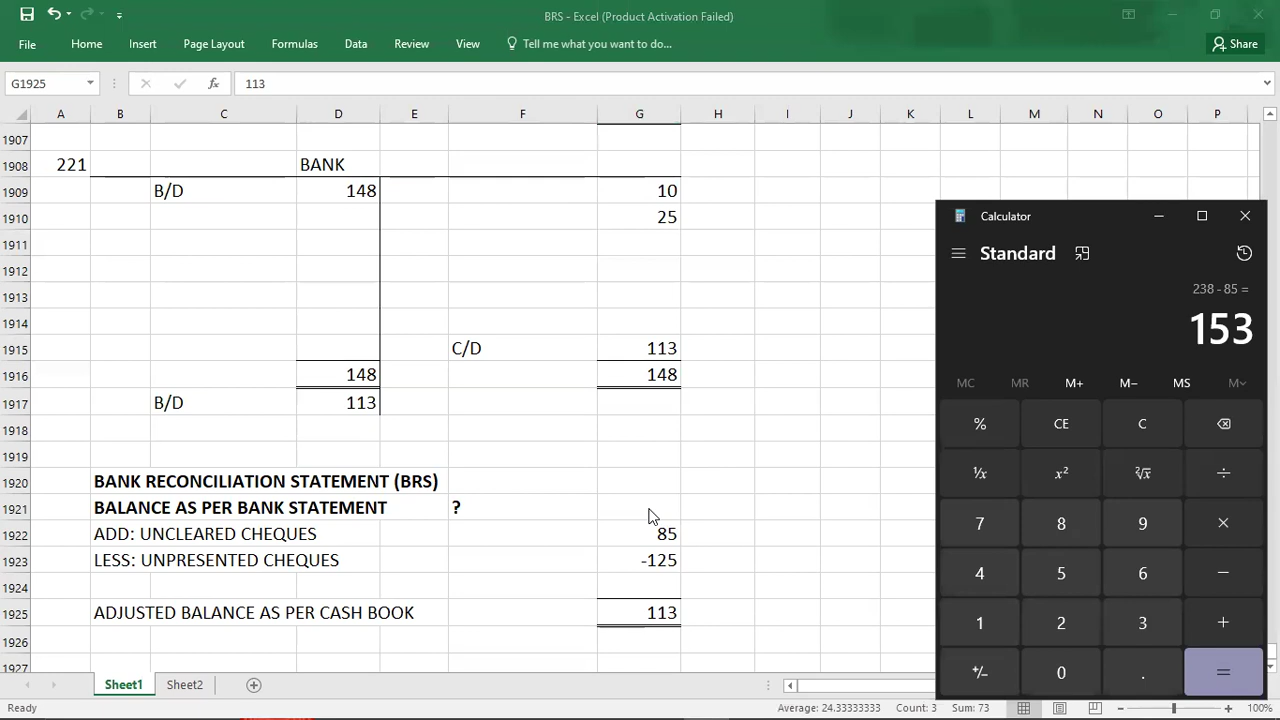 BRS - Excel (Product Activation Failed)
File Home Insert Page Layout Formulas Data Review View Tell me what you want to do... Share
G1925 fx 113
A B C D E F G H I J K L M N O P
1907
1908 221 BANK
1909 B/D 148 10
1910 25
1911
1912
1913
1914
1915 C/D 113
1916 148 148
1917 B/D 113
1918
1919
1920 BANK RECONCILIATION STATEMENT (BRS)
1921 BALANCE AS PER BANK STATEMENT ?
1922 ADD: UNCLEARED CHEQUES 85
1923 LESS: UNPRESENTED CHEQUES -125
1924
1925 ADJUSTED BALANCE AS PER CASH BOOK 113
1926
1927
Sheet1 Sheet2
Ready Average: 24.33333333 Count: 3 Sum: 73 100%
Calculator
Standard
238 - 85 =
153
MC MR M+ M− MS M
% CE C
¹/x x² ²√x ÷
7 8 9 ×
4 5 6 −
1 2 3 +
+/− 0 . =